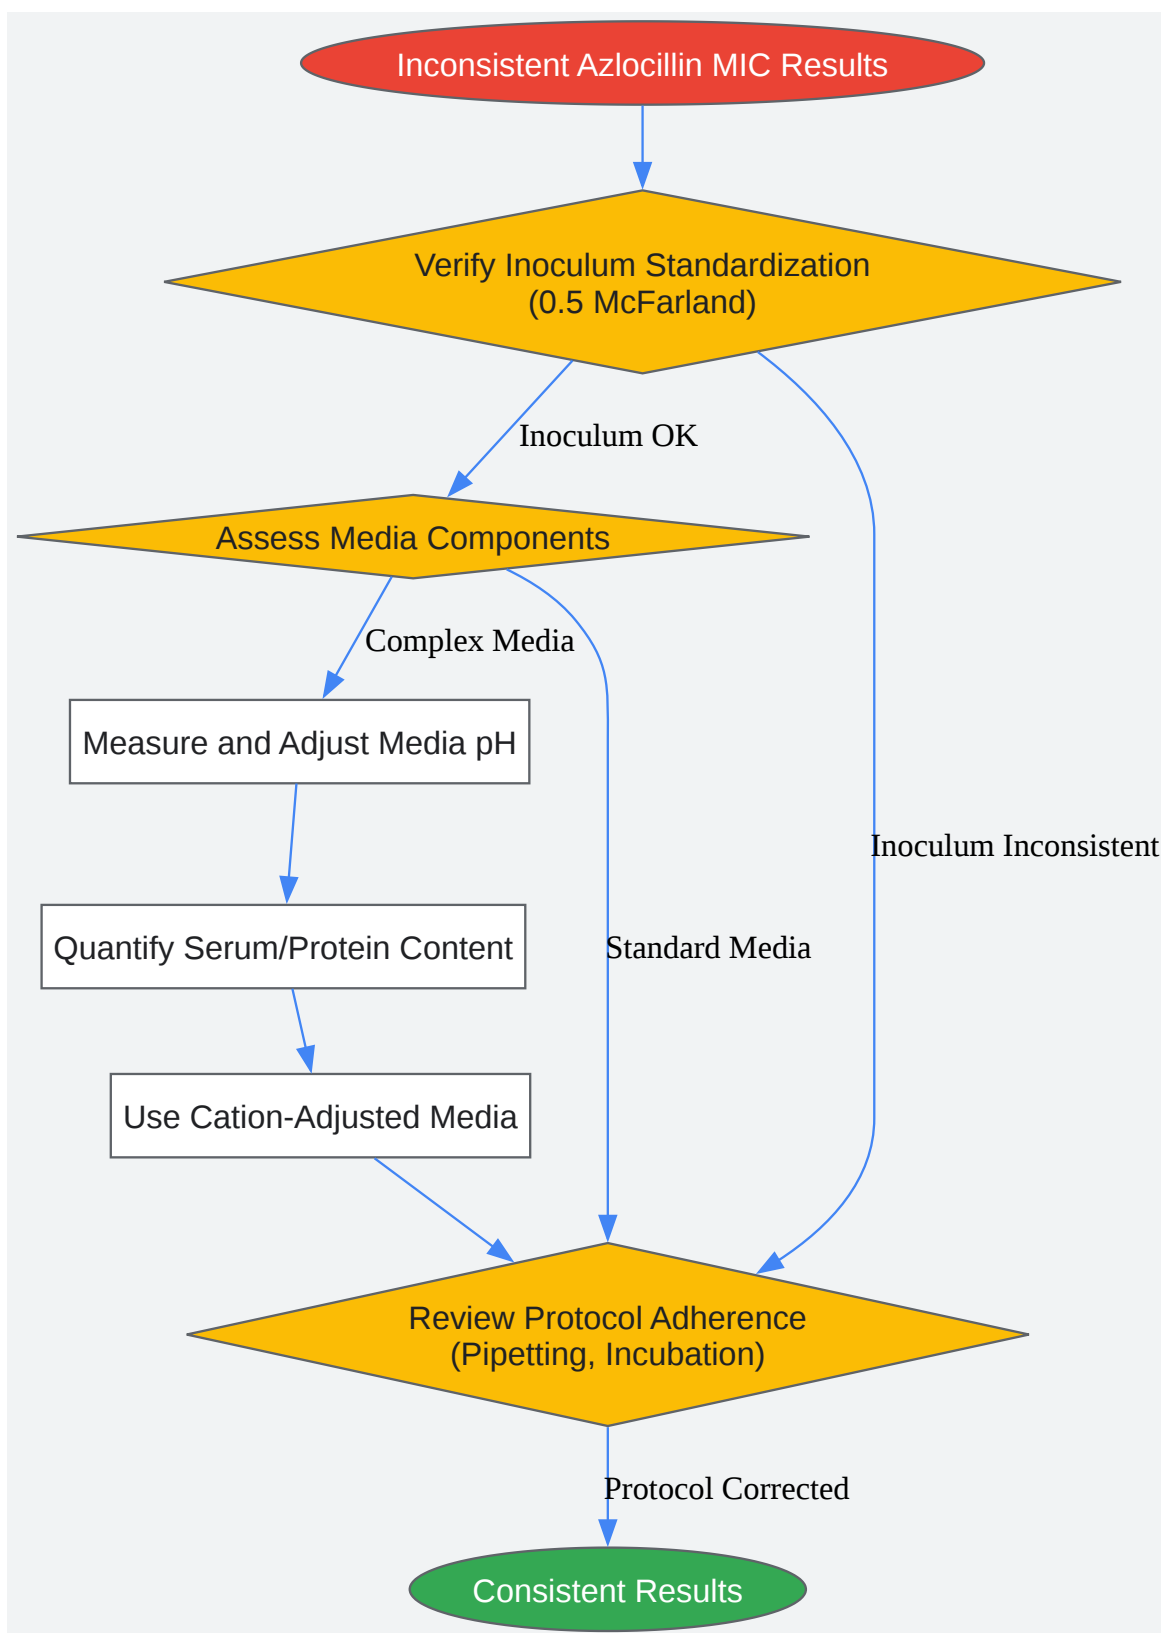 Inconsistent Azlocillin MIC Results
Verify Inoculum Standardization
(0.5 McFarland)
Inoculum OK
Assess Media Components
Complex Media
Measure and Adjust Media pH
Inoculum Inconsistent
Quantify Serum/Protein Content
Standard Media
Use Cation-Adjusted Media
Review Protocol Adherence
(Pipetting, Incubation)
Protocol Corrected
Consistent Results